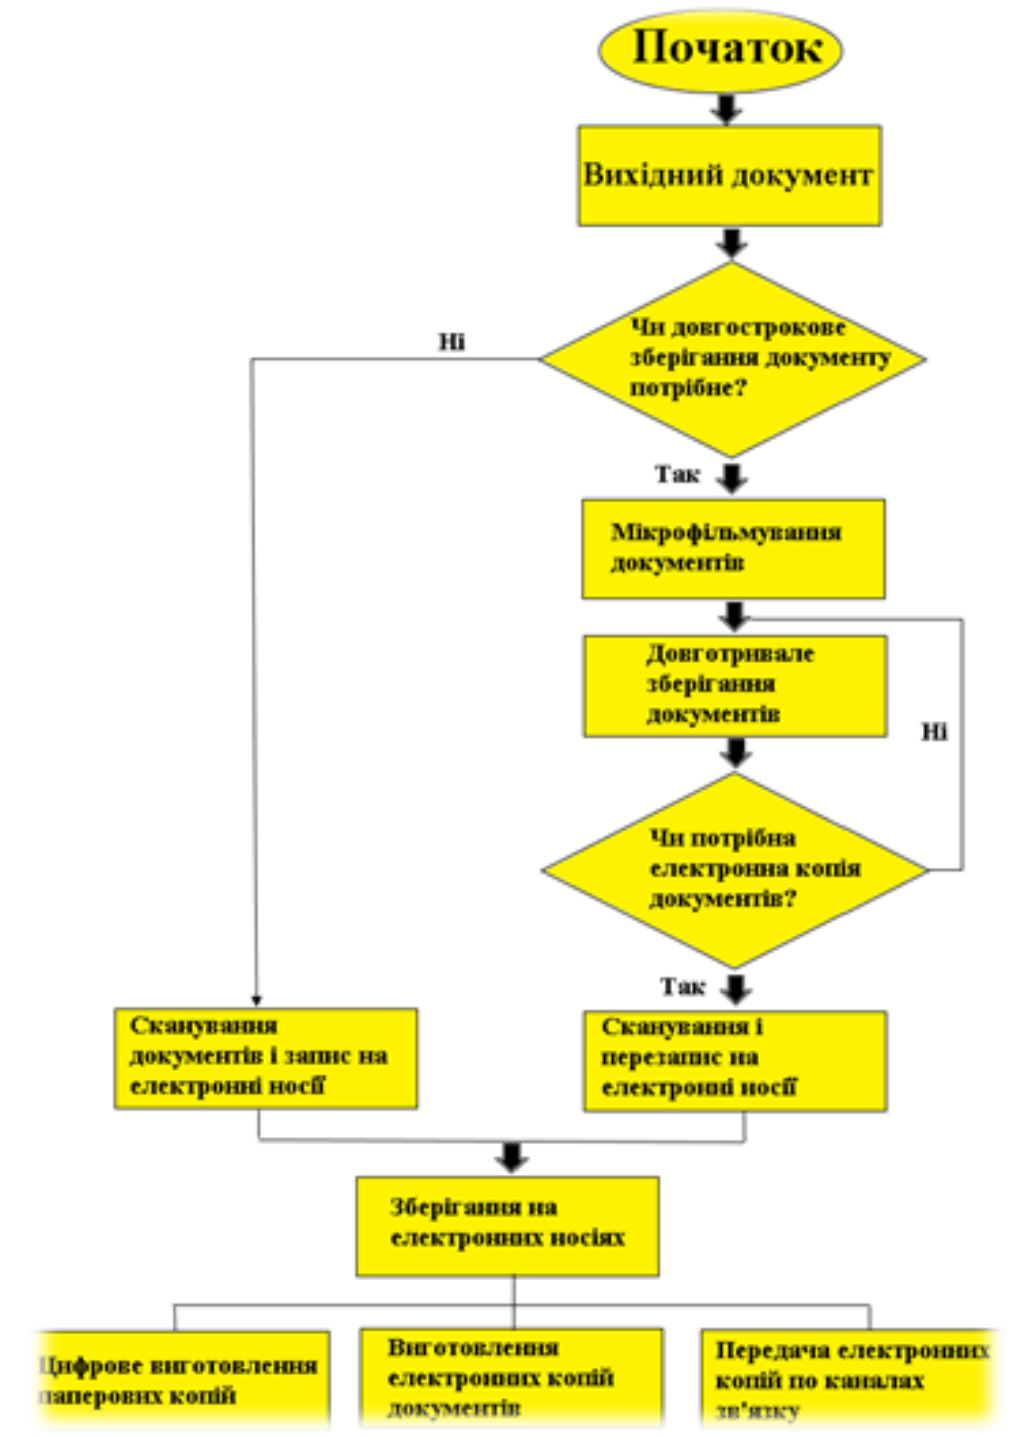 Початок
Вихідний документ
Чи довгострокове
зберігання документу
потрібне?
Ні
Так
Мікрофільмування
документів
Довготривале
зберігання
документів
Ні
Чи потрібна
електронна копія
документів?
Так
Сканування
документів і запис на
електронні носії
Сканування і
перезапис на
електронні носії
Зберігання на
електронних носіях
Цифрове виготовлення
паперових копій
Виготовлення
електронних копій
документів
Передача електронних
копій по каналах
зв'язку